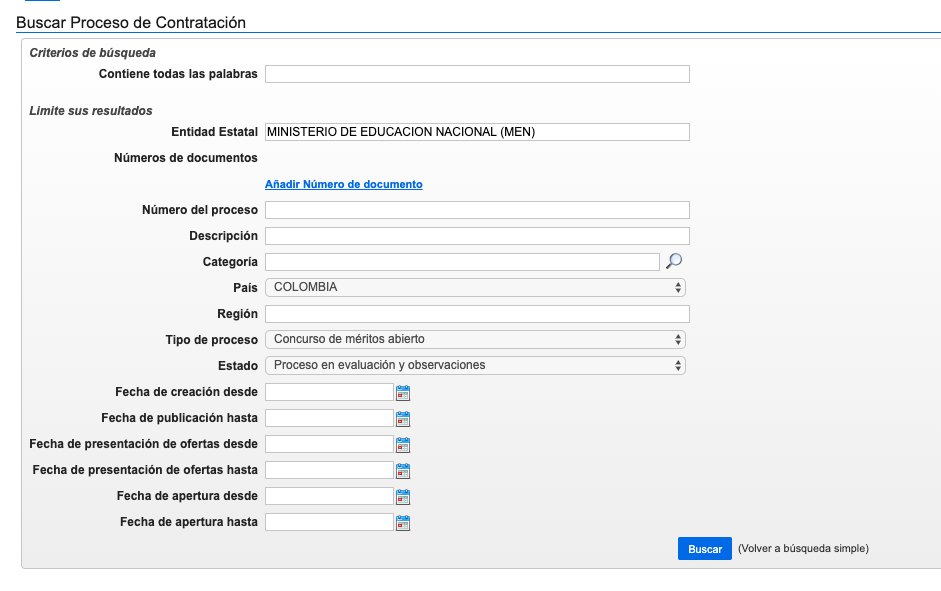 Buscar Proceso de Contratación
Criterios de búsqueda
Contiene todas las palabras
Limite sus resultados
Entidad Estatal MINISTERIO DE EDUCACION NACIONAL (MEN)
Números de documentos
Añadir Número de documento
Número del proceso
Descripción
Categoría
País COLOMBIA
Región
Tipo de proceso Concurso de méritos abierto
Estado Proceso en evaluación y observaciones
Fecha de creación desde
Fecha de publicación hasta
Fecha de presentación de ofertas desde
Fecha de presentación de ofertas hasta
Fecha de apertura desde
Fecha de apertura hasta
Buscar (Volver a búsqueda simple)